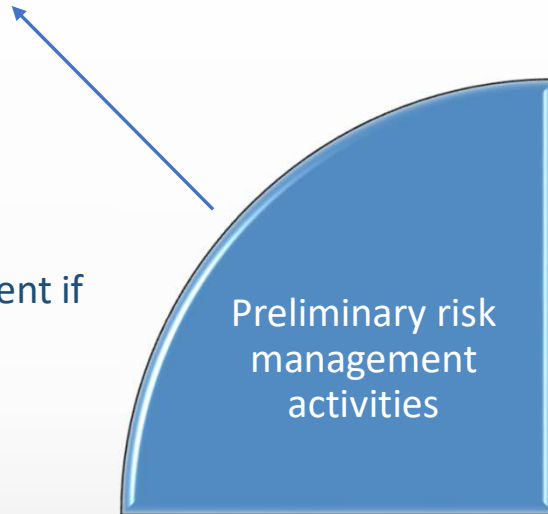 ent if
Preliminary risk
management
activities